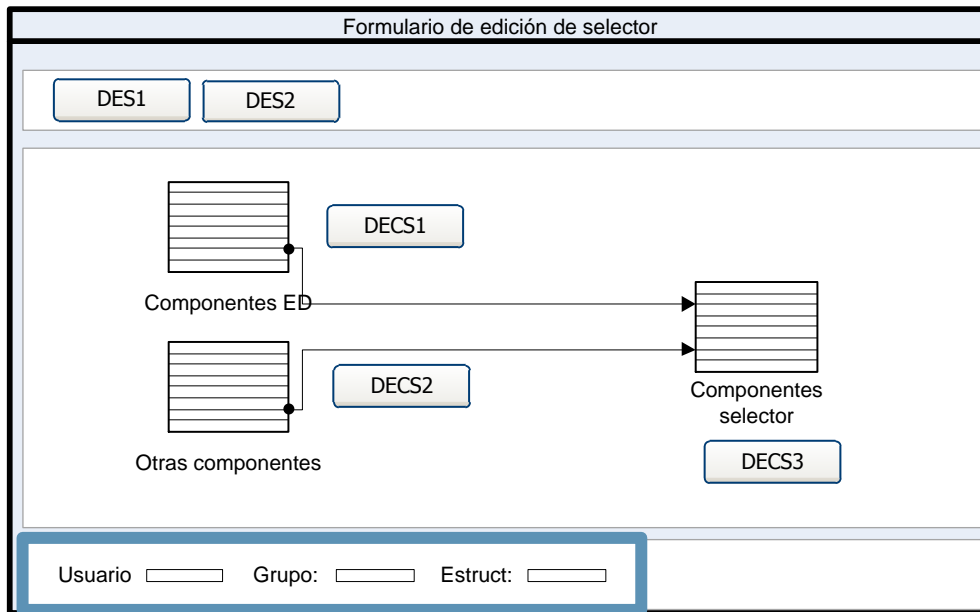 Formulario de edición de selector
DES1 DES2
DECS1
Componentes ED
DECS2
Componentes
selector
Otras componentes
DECS3
Usuario Grupo: Estruct: